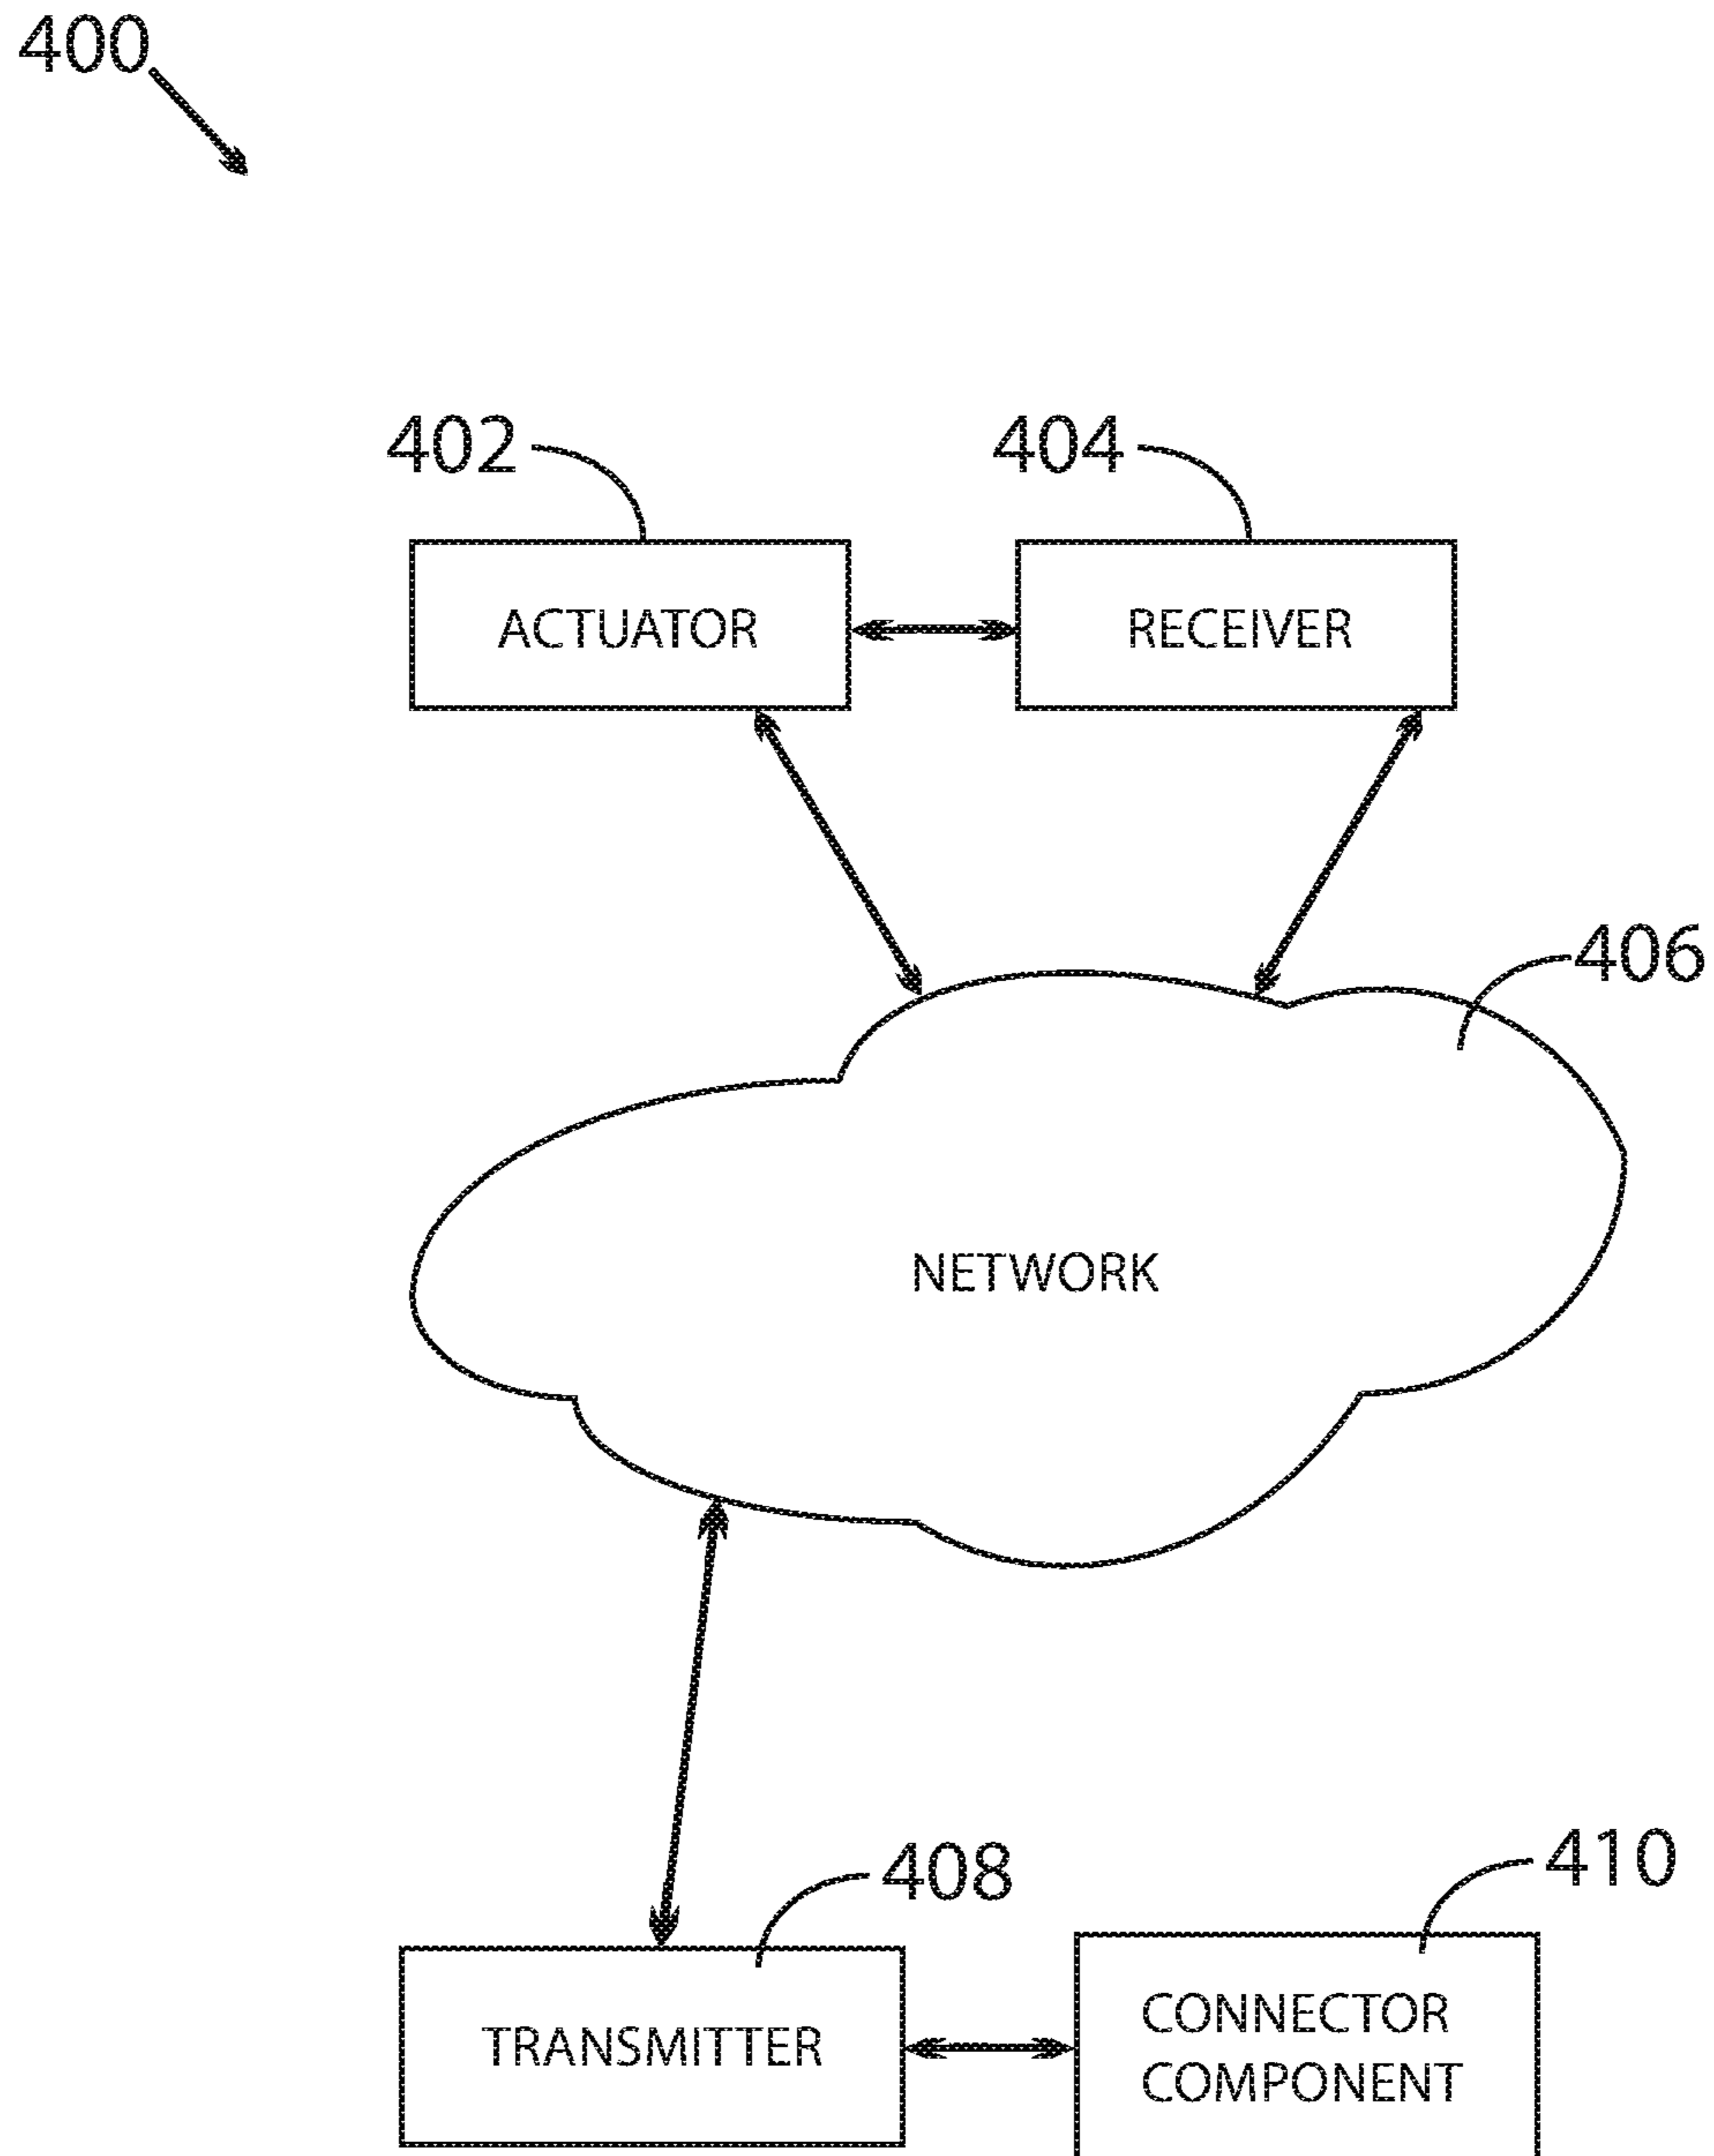 400
402
404
ACTUATOR
RECEIVER
406
NETWORK
408
410
TRANSMITTER
CONNECTOR
COMPONENT